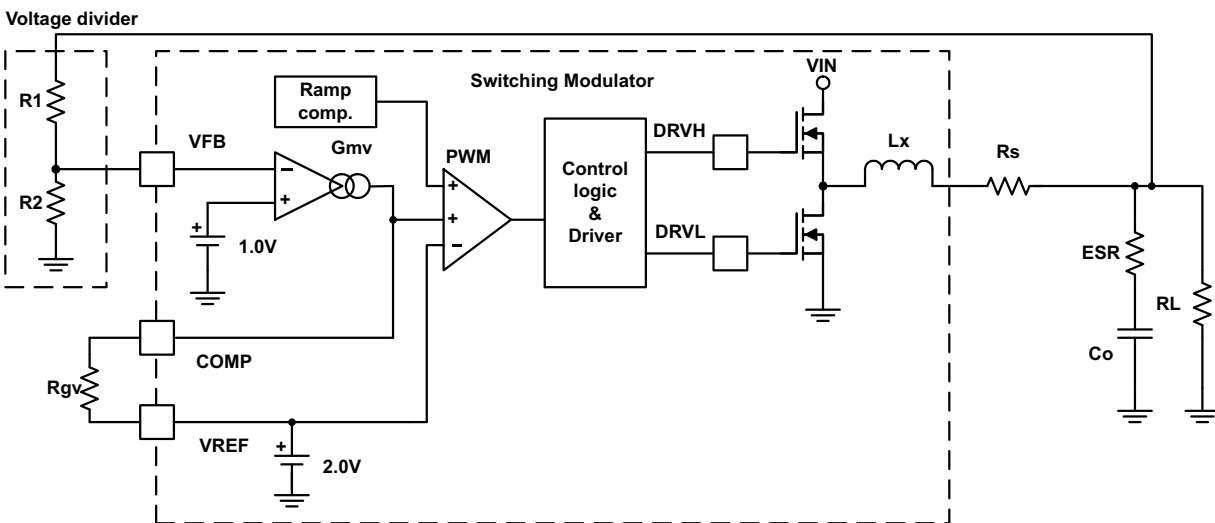 Voltage divider
R1
R2
VFB
Ramp
comp.
Gmv
−
+
+
1.0V
Switching Modulator
PWM
+
+
−
Control
logic
&
Driver
DRVH
DRVL
VIN
Lx
Rs
ESR
Co
RL
COMP
Rgv
VREF
+
2.0V